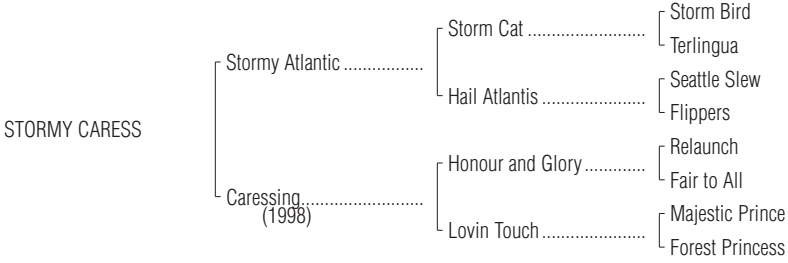 Storm Bird
Storm Cat ..........................
Terlingua
Stormy Atlantic .................
Seattle Slew
Hail Atlantis ......................
Flippers
STORMY CARESS
Relaunch
Honour and Glory .............
Fair to All
Caressing..........................
(1998)
Majestic Prince
Lovin Touch ......................
Forest Princess